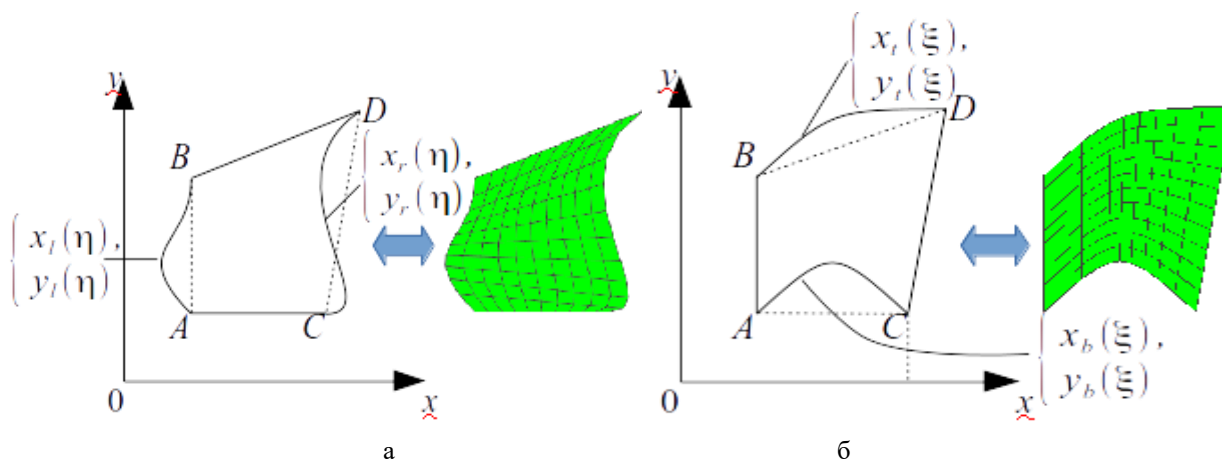 y
B
D
{ x_r(η),
y_r(η)
{ x_l(η),
y_l(η)
A
C
0
x
а
{ x_t(ξ),
y_t(ξ)
y
D
B
A
C
{ x_b(ξ),
y_b(ξ)
0
x
б